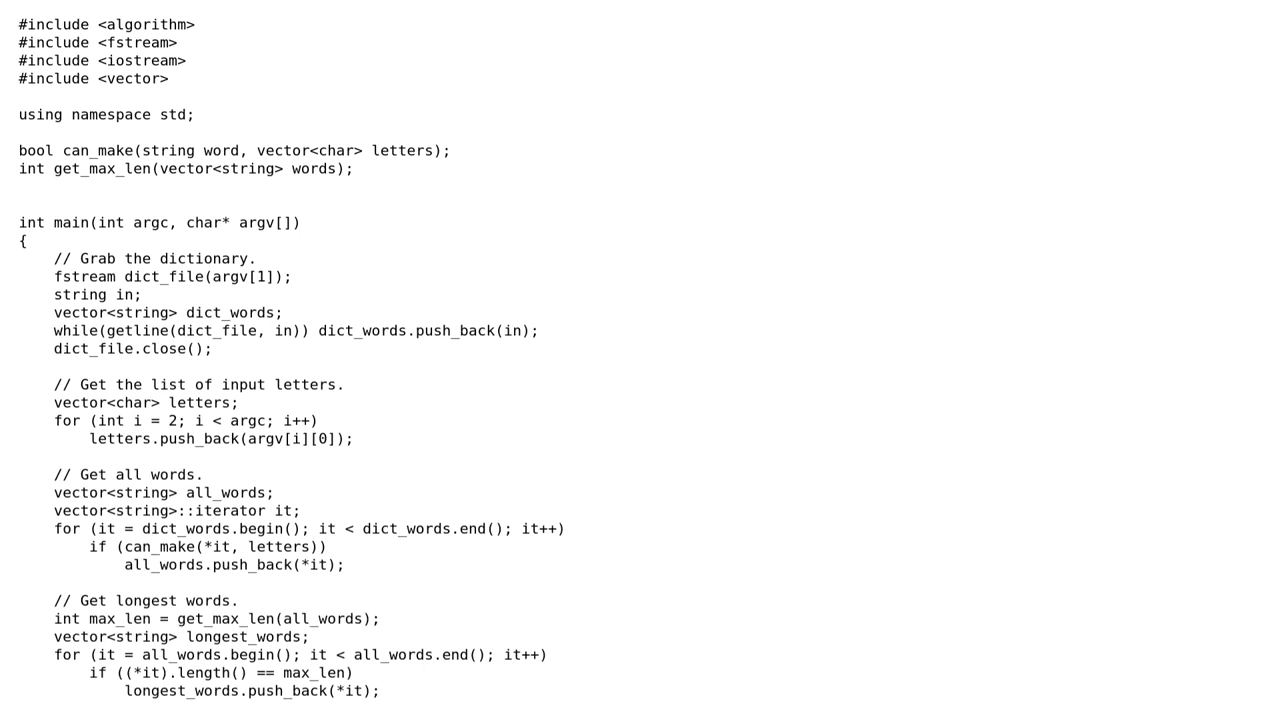 #include <algorithm>
#include <fstream>
#include <iostream>
#include <vector>

using namespace std;

bool can_make(string word, vector<char> letters);
int get_max_len(vector<string> words);


int main(int argc, char* argv[])
{
    // Grab the dictionary.
    fstream dict_file(argv[1]);
    string in;
    vector<string> dict_words;
    while(getline(dict_file, in)) dict_words.push_back(in);
    dict_file.close();

    // Get the list of input letters.
    vector<char> letters;
    for (int i = 2; i < argc; i++)
        letters.push_back(argv[i][0]);

    // Get all words.
    vector<string> all_words;
    vector<string>::iterator it;
    for (it = dict_words.begin(); it < dict_words.end(); it++)
        if (can_make(*it, letters))
            all_words.push_back(*it);

    // Get longest words.
    int max_len = get_max_len(all_words);
    vector<string> longest_words;
    for (it = all_words.begin(); it < all_words.end(); it++)
        if ((*it).length() == max_len)
            longest_words.push_back(*it);